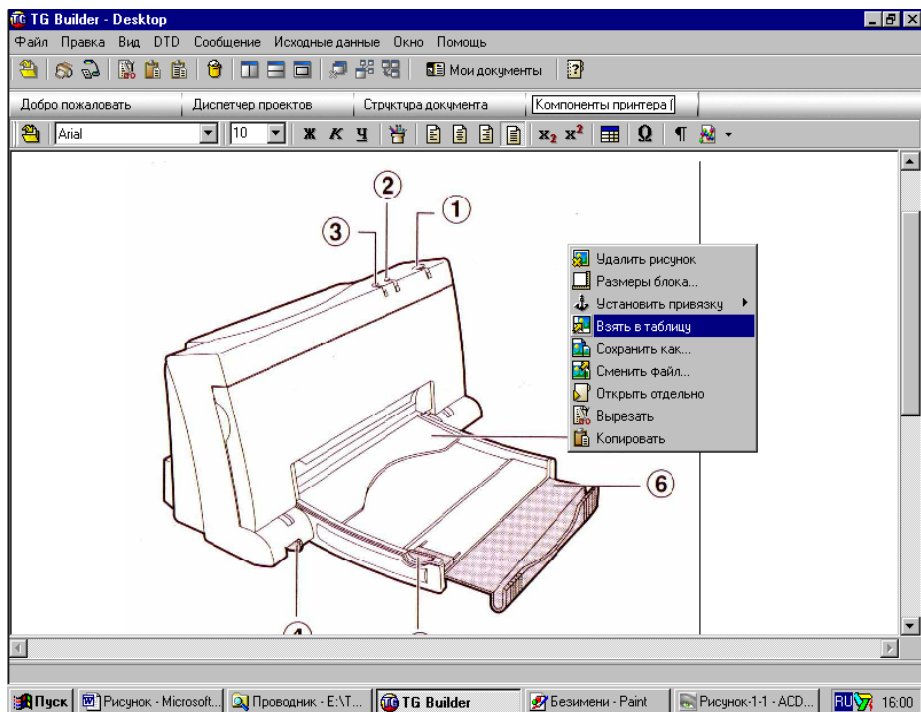 TG Builder - Desktop
Файл Правка Вид DTD Сообщение Исходные данные Окно Помощь
Мои документы
Добро пожаловать Диспетчер проектов Структура документа Компоненты принтера (
Arial 10 Ж К Ч x₂ x² Ω ¶
2
1
3
Удалить рисунок
Размеры блока...
Установить привязку
Взять в таблицу
Сохранить как...
Сменить файл...
Открыть отдельно
Вырезать
Копировать
6
4
Пуск Рисунок - Microsoft... Проводник - E:\T... TG Builder Безимени - Paint Рисунок-1-1 - ACD... RU 16:00